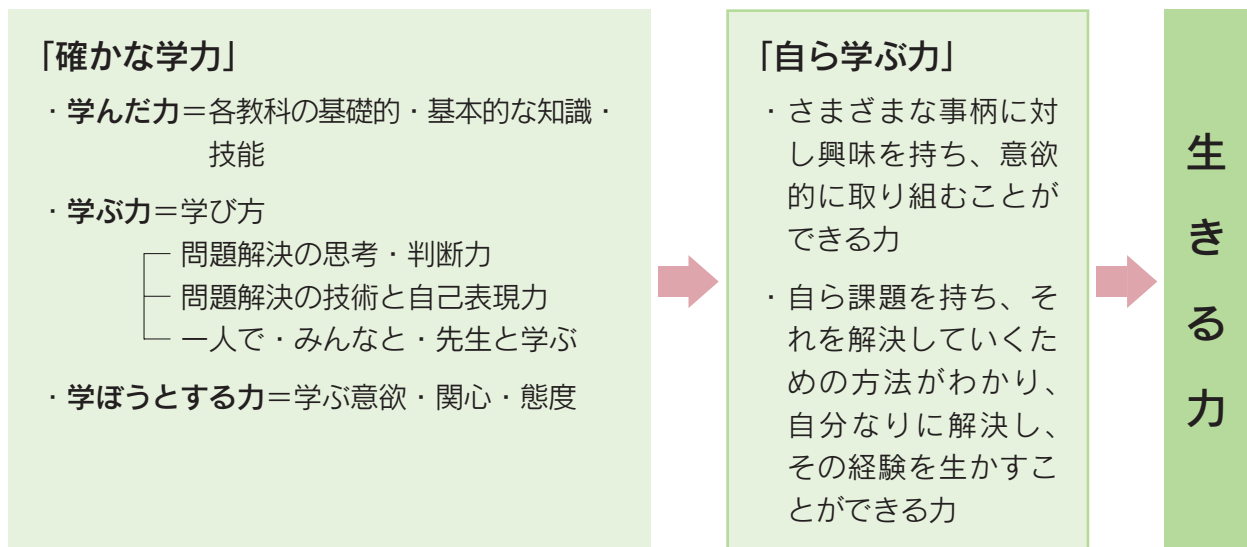 「確かな学力」
・学んだ力＝各教科の基礎的・基本的な知識・
技能
・学ぶ力＝学び方
問題解決の思考・判断力
問題解決の技術と自己表現力
一人で・みんなと・先生と学ぶ
・学ぼうとする力＝学ぶ意欲・関心・態度
「自ら学ぶ力」
・さまざまな事柄に対
し興味を持ち、意欲
的に取り組むことが
できる力
・自ら課題を持ち、そ
れを解決していくた
めの方法がわかり、
自分なりに解決し、
その経験を生かすこ
とができる力
生きる力